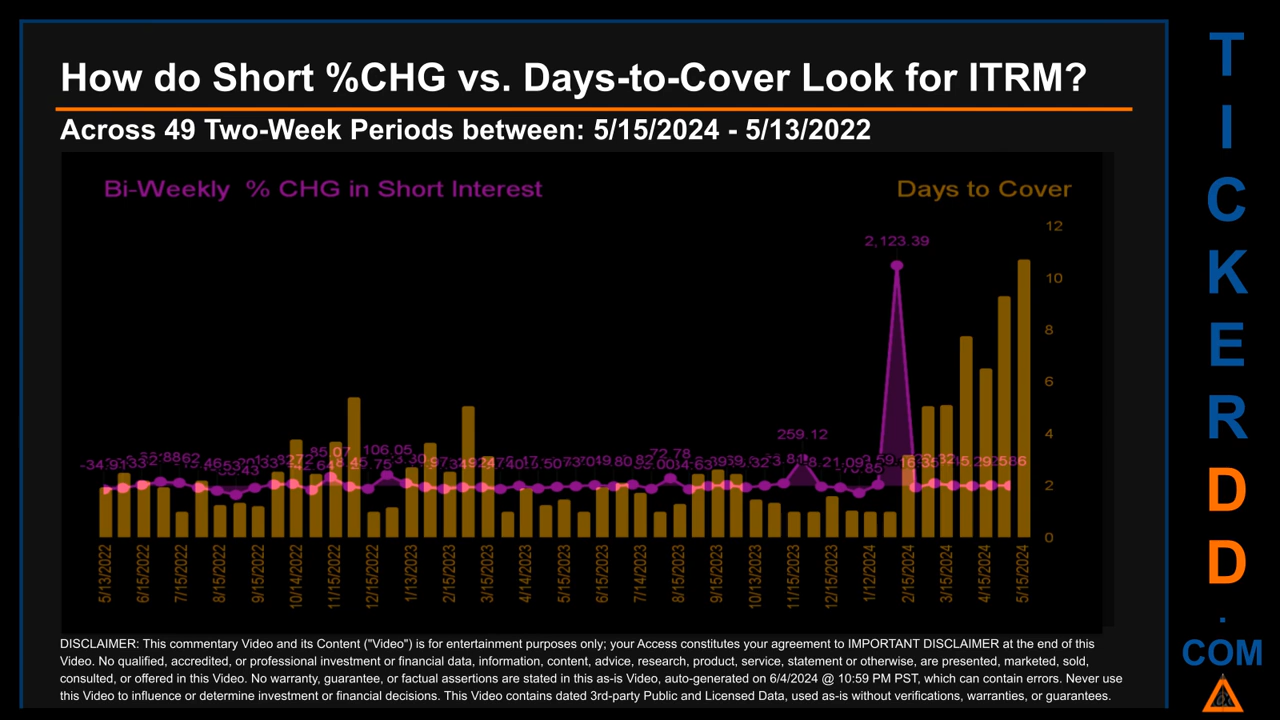 How do Short %CHG vs. Days-to-Cover Look for ITRM?
Across 49 Two-Week Periods between: 5/15/2024 - 5/13/2022
Bi-Weekly % CHG in Short Interest
Days to Cover
12
10
8
6
4
2
0
2,123.39
259.12
106.05
85.07
72.78
5/13/2022
6/15/2022
7/15/2022
8/15/2022
9/15/2022
10/14/2022
11/15/2022
12/15/2022
1/13/2023
2/15/2023
3/15/2023
4/14/2023
5/15/2023
6/15/2023
7/14/2023
8/15/2023
9/15/2023
10/13/2023
11/15/2023
12/15/2023
1/12/2024
2/15/2024
3/15/2024
4/15/2024
5/15/2024
DISCLAIMER: This commentary Video and its Content ("Video") is for entertainment purposes only; your Access constitutes your agreement to IMPORTANT DISCLAIMER at the end of this
Video. No qualified, accredited, or professional investment or financial data, information, content, advice, research, product, service, statement or otherwise, are presented, marketed, sold,
consulted, or offered in this Video. No warranty, guarantee, or factual assertions are stated in this as-is Video, auto-generated on 6/4/2024 @ 10:59 PM PST, which can contain errors. Never use
this Video to influence or determine investment or financial decisions. This Video contains dated 3rd-party Public and Licensed Data, used as-is without verifications, warranties, or guarantees.
T
I
C
K
E
R
D
D
.
COM